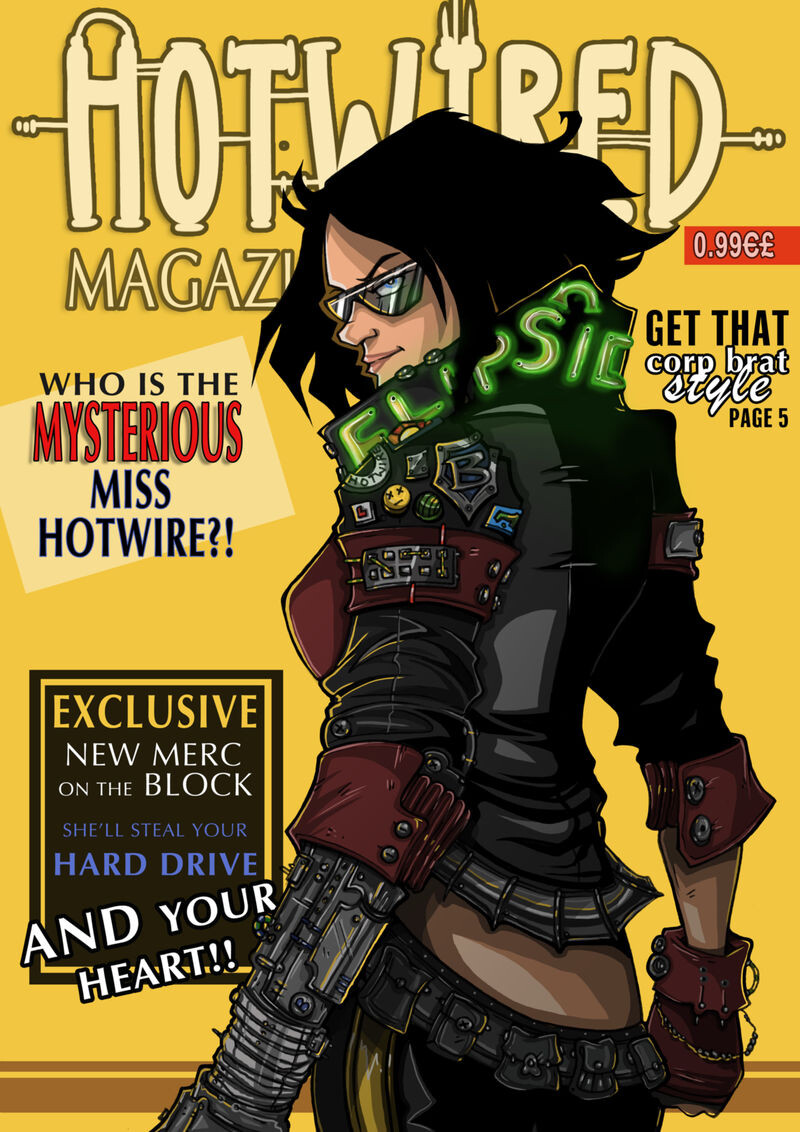 HOTWIRED
MAGAZI
0.99€£
GET THAT
corp brat
style
PAGE 5
WHO IS THE
MYSTERIOUS
MISS
HOTWIRE?!
HOTWIRE
B
EXCLUSIVE
NEW MERC
ON THE BLOCK
SHE'LL STEAL YOUR
HARD DRIVE
AND YOUR
HEART!!